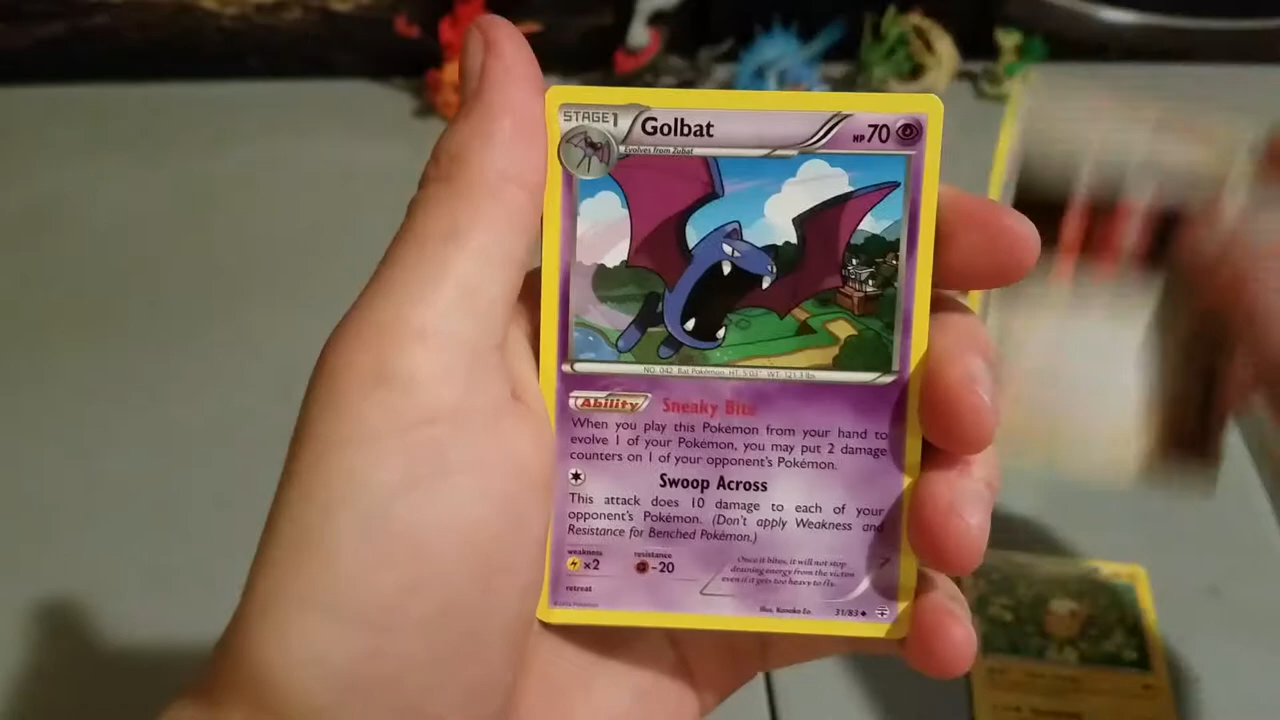 STAGE1
Golbat
HP 70
Evolves from Zubat
NO. 042 Bat Pokémon HT: 5'03" WT: 121.3 lbs
Ability Sneaky Bite
When you play this Pokémon from your hand to
evolve 1 of your Pokémon, you may put 2 damage
counters on 1 of your opponent's Pokémon.
Swoop Across
This attack does 10 damage to each of your
opponent's Pokémon. (Don't apply Weakness and
Resistance for Benched Pokémon.)
weakness
×2
resistance
-20
retreat
Once it bites, it will not stop
draining energy from the victim
even if it gets too heavy to fly.
Illus. Kanako Eo
31/83